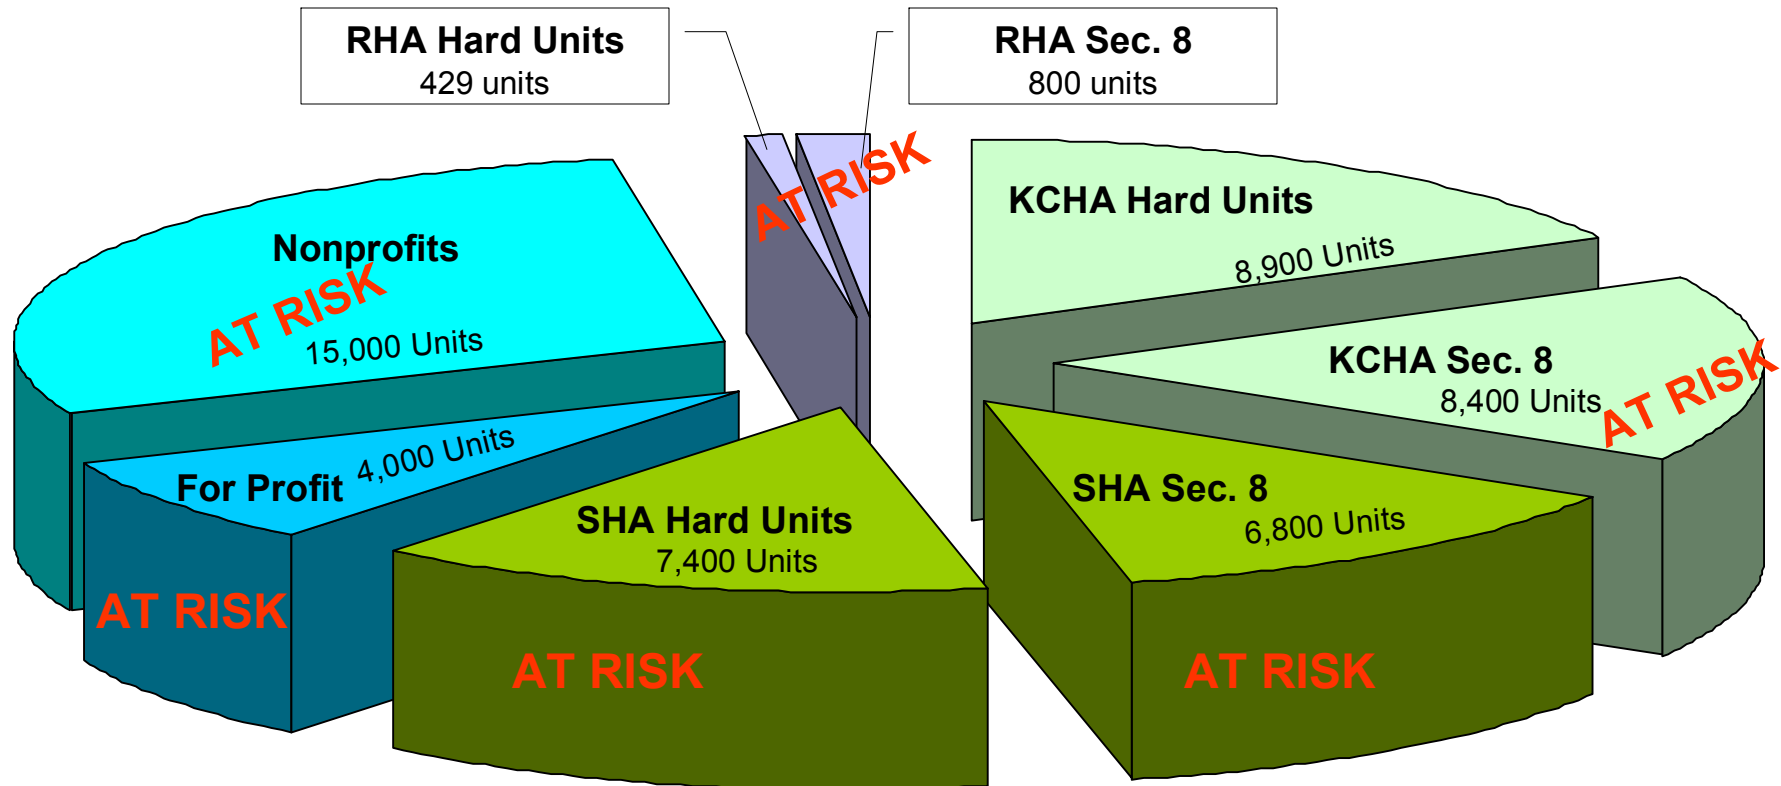 RHA Hard Units
429 units
RHA Sec. 8
800 units
AT RISK
KCHA Hard Units
8,900 Units
Nonprofits
AT RISK
15,000 Units
KCHA Sec. 8
8,400 Units
AT RISK
For Profit
4,000 Units
AT RISK
SHA Hard Units
7,400 Units
AT RISK
SHA Sec. 8
6,800 Units
AT RISK